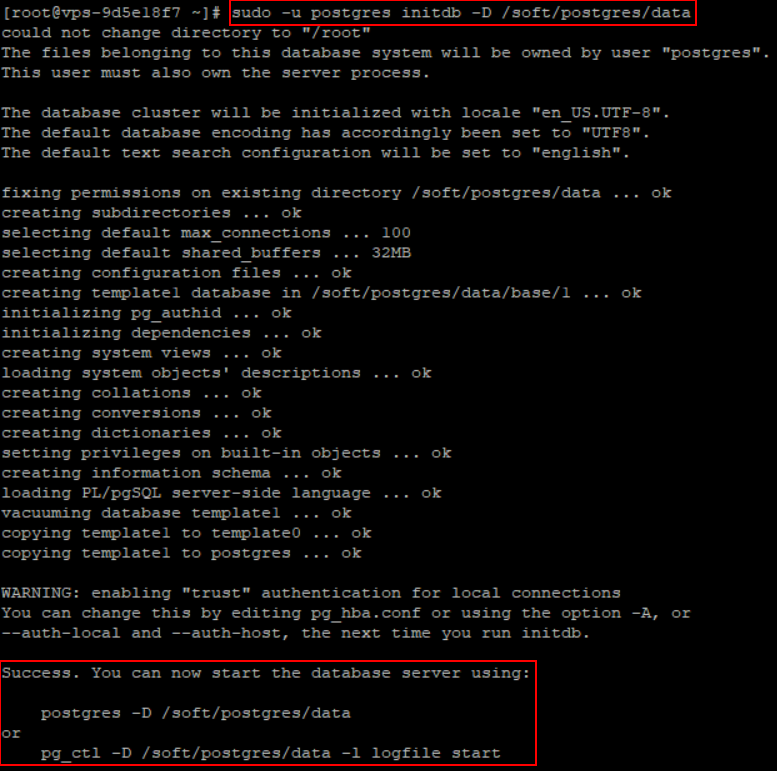 [root@vps-9d5e18f7 ~]# sudo -u postgres initdb -D /soft/postgres/data
could not change directory to "/root"
The files belonging to this database system will be owned by user "postgres".
This user must also own the server process.

The database cluster will be initialized with locale "en_US.UTF-8".
The default database encoding has accordingly been set to "UTF8".
The default text search configuration will be set to "english".

fixing permissions on existing directory /soft/postgres/data ... ok
creating subdirectories ... ok
selecting default max_connections ... 100
selecting default shared_buffers ... 32MB
creating configuration files ... ok
creating template1 database in /soft/postgres/data/base/1 ... ok
initializing pg_authid ... ok
initializing dependencies ... ok
creating system views ... ok
loading system objects' descriptions ... ok
creating collations ... ok
creating conversions ... ok
creating dictionaries ... ok
setting privileges on built-in objects ... ok
creating information schema ... ok
loading PL/pgSQL server-side language ... ok
vacuuming database template1 ... ok
copying template1 to template0 ... ok
copying template1 to postgres ... ok

WARNING: enabling "trust" authentication for local connections
You can change this by editing pg_hba.conf or using the option -A, or
--auth-local and --auth-host, the next time you run initdb.

Success. You can now start the database server using:

    postgres -D /soft/postgres/data
or
    pg_ctl -D /soft/postgres/data -l logfile start